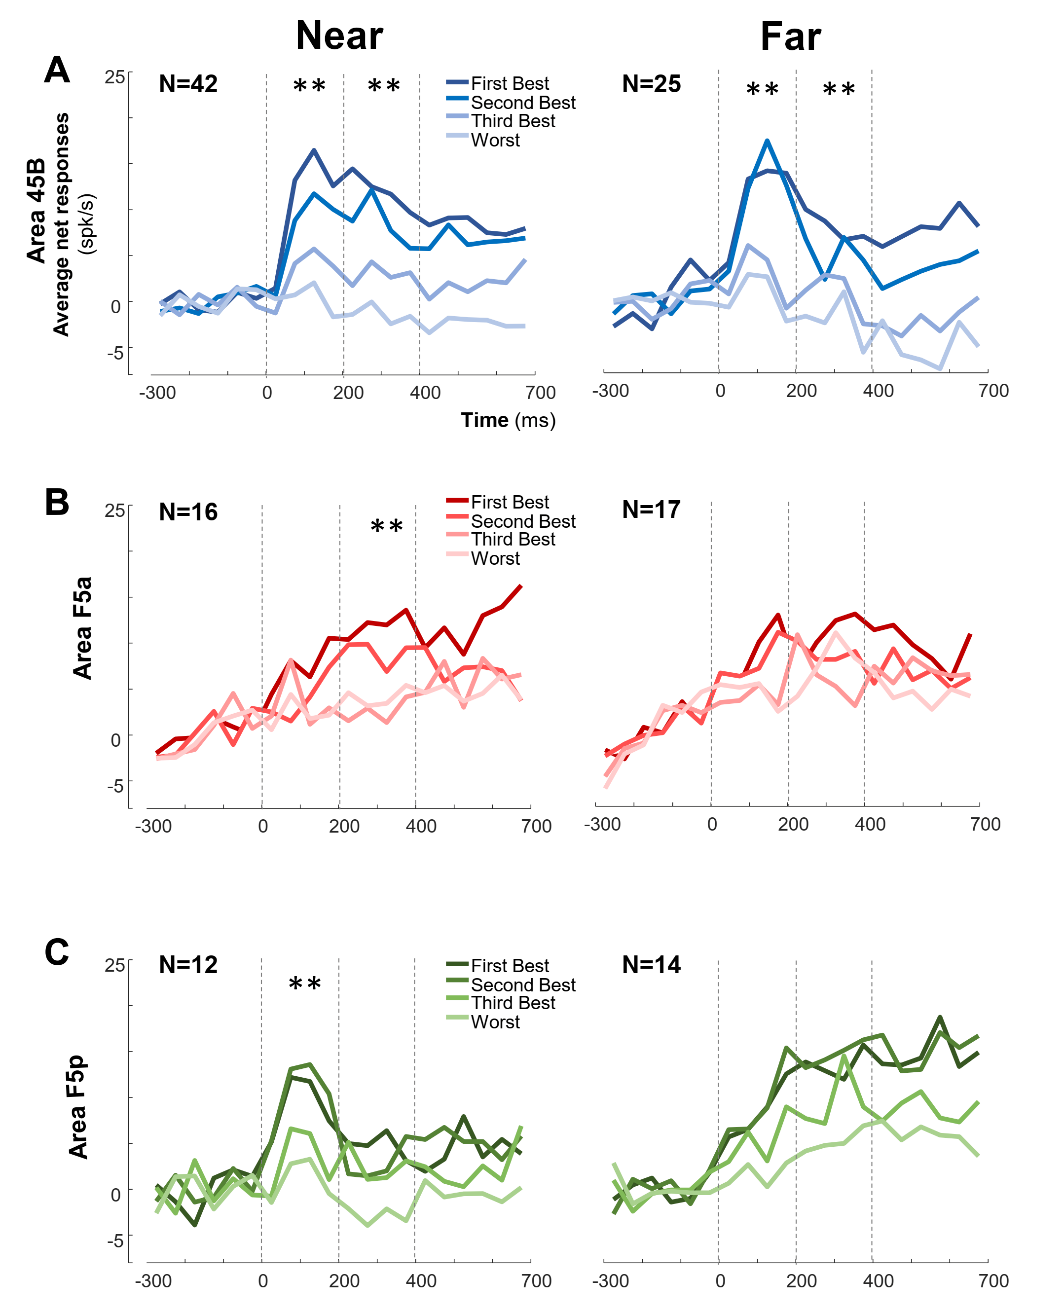 Near
Far
A
N=42
** **
First Best
Second Best
Third Best
Worst
N=25
** **
Area 45B
Average net responses
(spk/s)
25
0
-5
-300 0 200 400 700
-300 0 200 400 700
Time (ms)
B
N=16
**
First Best
Second Best
Third Best
Worst
N=17
Area F5a
25
0
-5
-300 0 200 400 700
-300 0 200 400 700
C
N=12
**
First Best
Second Best
Third Best
Worst
N=14
Area F5p
25
0
-5
-300 0 200 400 700
-300 0 200 400 700